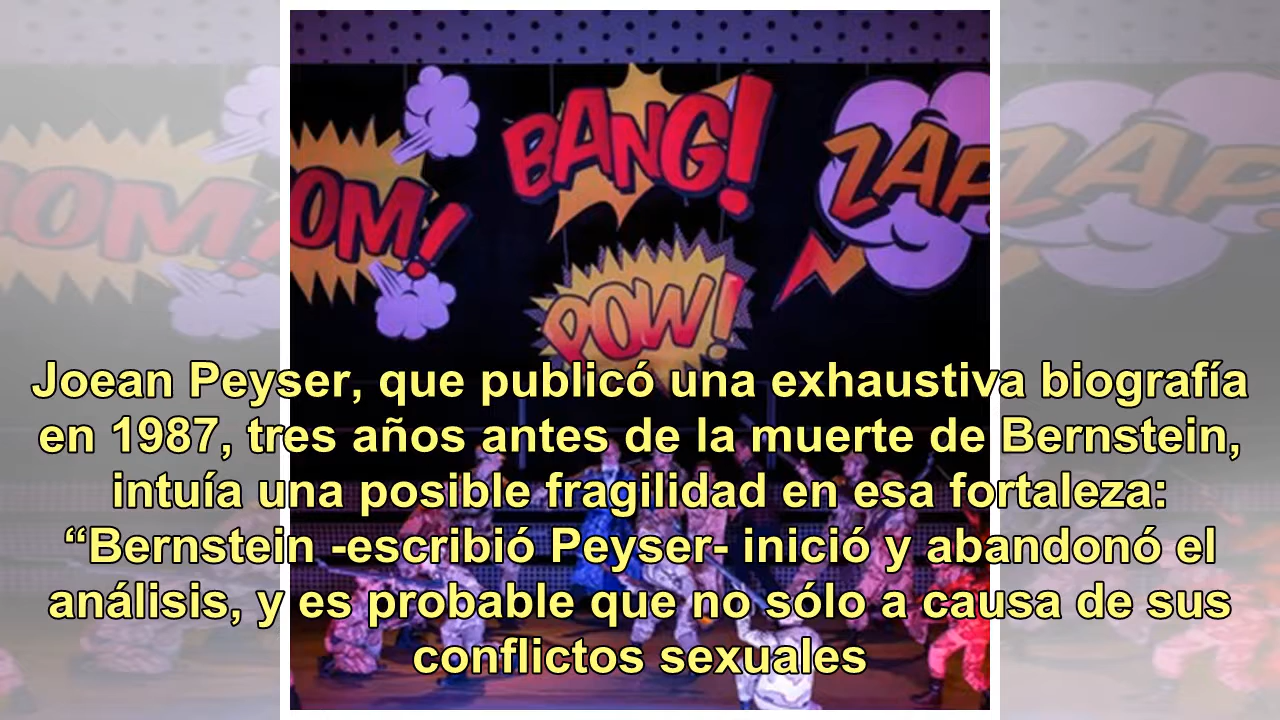 BANG!
ZAP
OM!
POW!
OM!
ZAP.
Joean Peyser, que publicó una exhaustiva biografía
en 1987, tres años antes de la muerte de Bernstein,
intuía una posible fragilidad en esa fortaleza:
“Bernstein -escribió Peyser- inició y abandonó el
análisis, y es probable que no sólo a causa de sus
conflictos sexuales